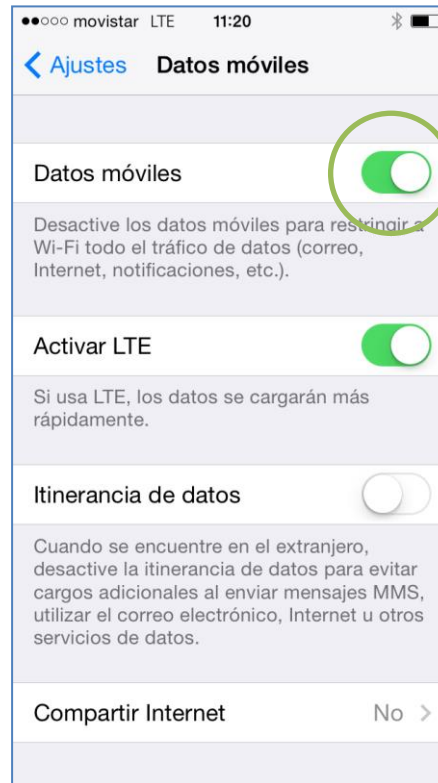 movistar LTE 11:20
Ajustes Datos móviles
Datos móviles
Desactive los datos móviles para restringir a
Wi-Fi todo el tráfico de datos (correo,
Internet, notificaciones, etc.).
Activar LTE
Si usa LTE, los datos se cargarán más
rápidamente.
Itinerancia de datos
Cuando se encuentre en el extranjero,
desactive la itinerancia de datos para evitar
cargos adicionales al enviar mensajes MMS,
utilizar el correo electrónico, Internet u otros
servicios de datos.
Compartir Internet No